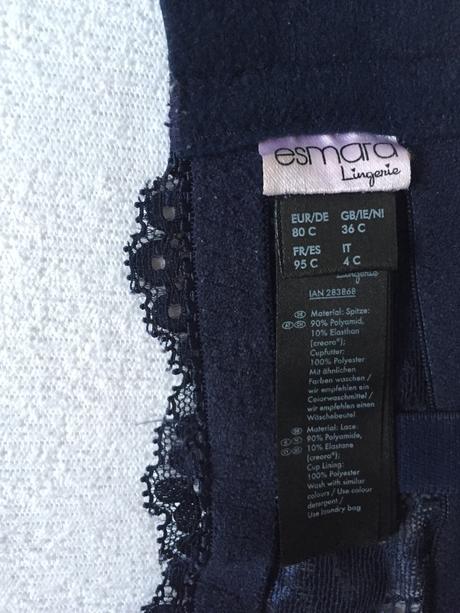 esmara
Lingerie
EUR/DE GB/IE/NI
80 C 36 C
FR/ES IT
95 C 4 C
Lingerie
IAN 283868
Material: Spitze:
90% Polyamid,
10% Elasthan
(creora®);
Cupfutter:
100% Polyester
Mit ähnlichen
Farben waschen /
wir empfehlen ein
Colorwaschmittel /
wir empfehlen einen
Wäschebeutel
Material: Lace:
90% Polyamide,
10% Elastane
(creora®);
Cup Lining:
100% Polyester
Wash with similar
colours / Use colour
detergent /
Use laundry bag